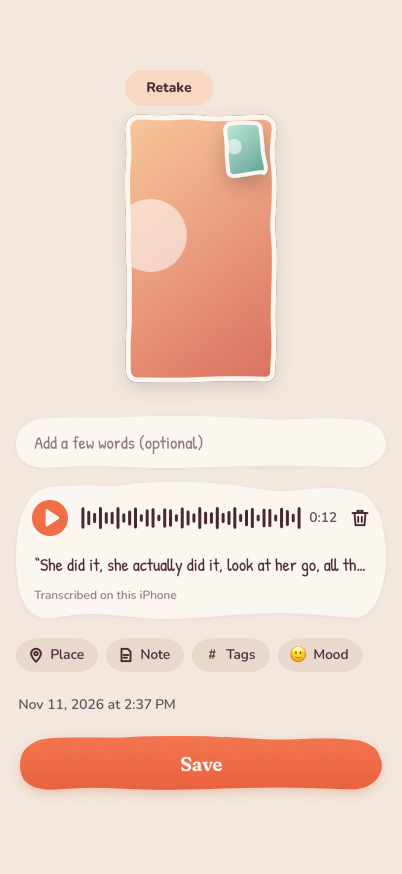 Retake
Add a few words (optional)
0:12
“She did it, she actually did it, look at her go, all th...
Transcribed on this iPhone
Place
Note
# Tags
Mood
Nov 11, 2026 at 2:37 PM
Save